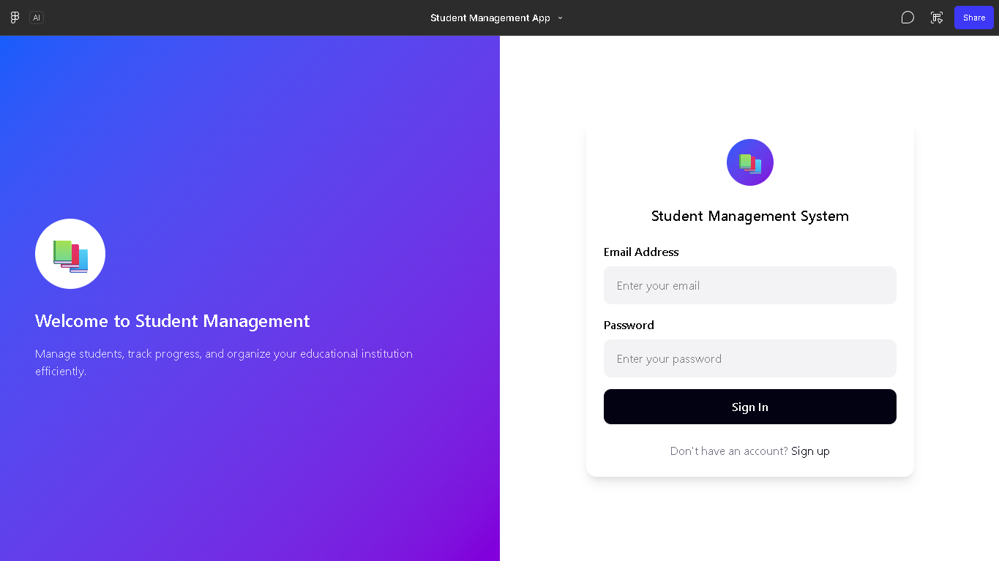 AI
Student Management App
Share
Welcome to Student Management
Manage students, track progress, and organize your educational institution
efficiently.
Student Management System
Email Address
Enter your email
Password
Enter your password
Sign In
Don't have an account? Sign up